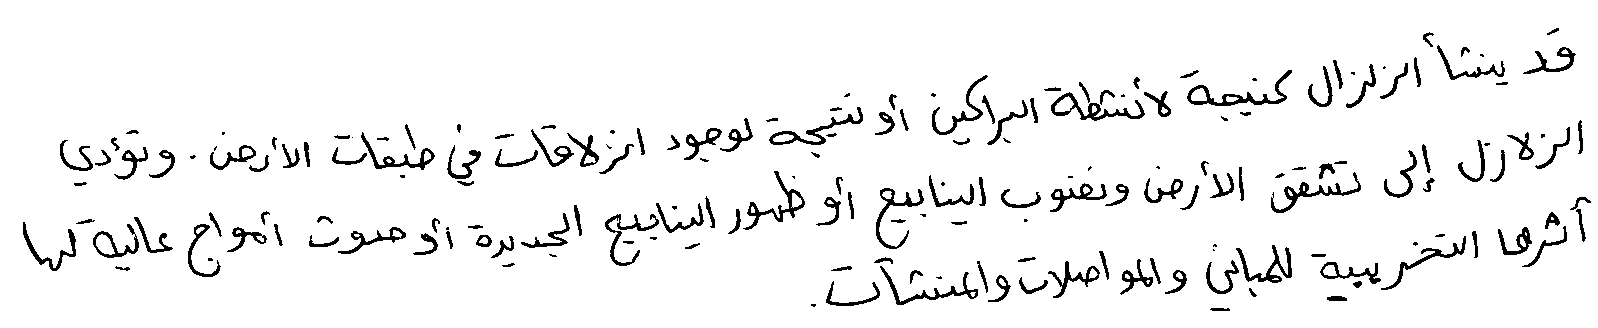 قد ينشأ الزلزال كنتيجة لأنشطة البراكين أو نتيجة لوجود انزلاقات في طبقات الأرض. وتؤدي
الزلازل إلى تشقق الأرض ونضوب الينابيع أو ظهور الينابيع الجديدة أو حدوث أمواج عالية لها
أثرها التخريبية للمباني والمواصلات والمنشآت.